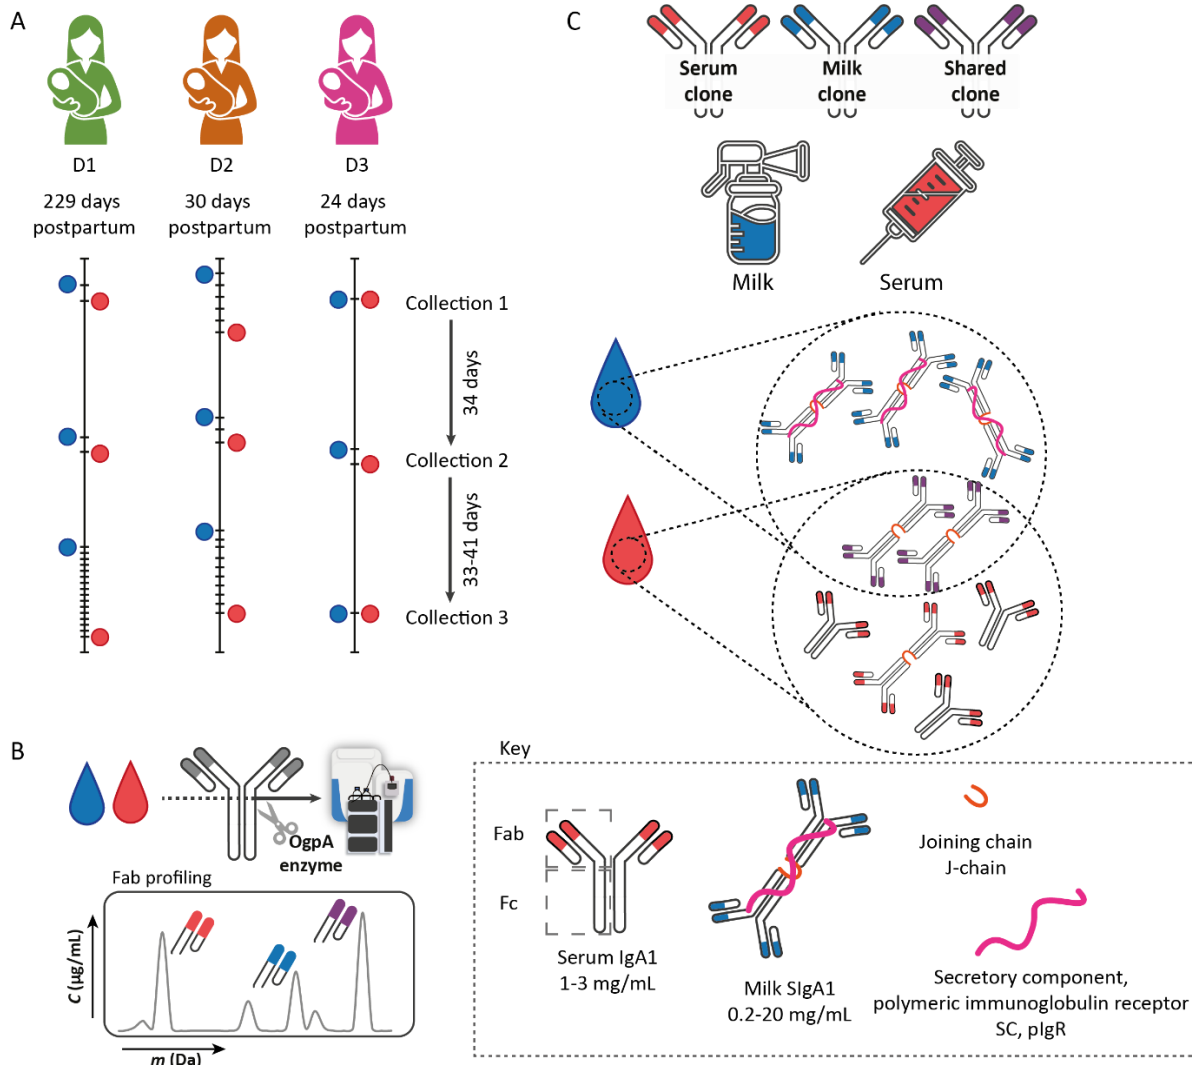 A
D1
D2
D3
229 days
postpartum
30 days
postpartum
24 days
postpartum
Collection 1
34 days
Collection 2
33-41 days
Collection 3
B
OgpA
enzyme
Fab profiling
C (µg/mL)
m (Da)
C
Serum
clone
Milk
clone
Shared
clone
Milk
Serum
Key
Fab
Fc
Serum IgA1
1-3 mg/mL
Milk SIgA1
0.2-20 mg/mL
Joining chain
J-chain
Secretory component,
polymeric immunoglobulin receptor
SC, pIgR